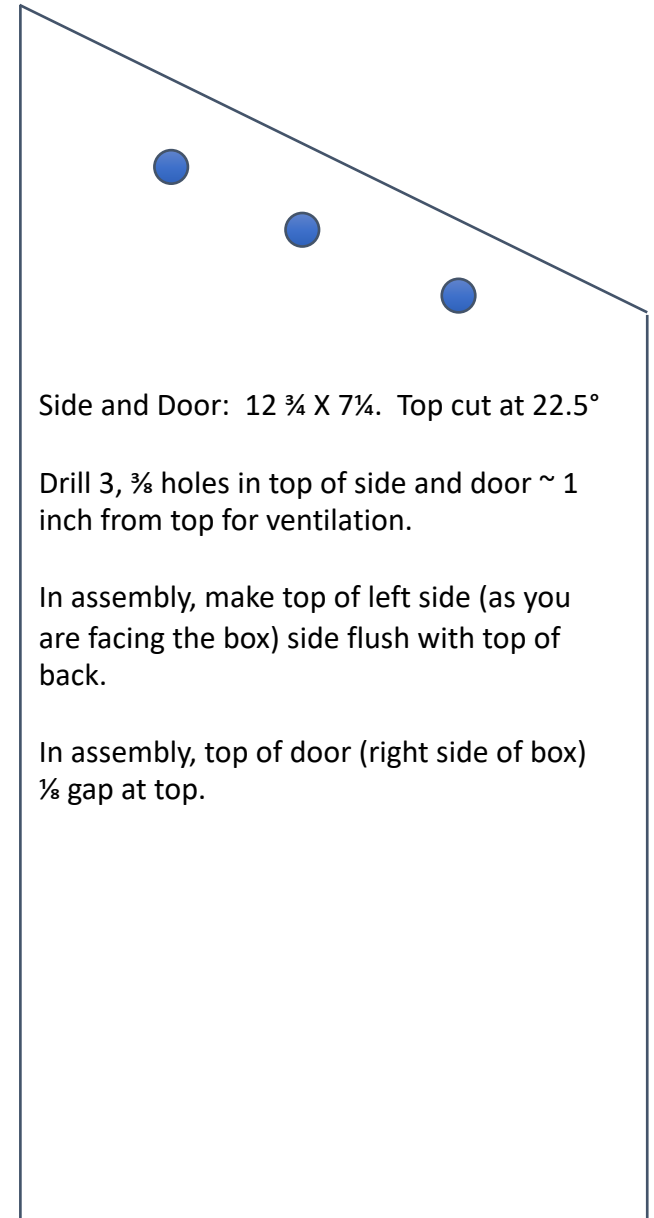 Side and Door:  12 ¾ X 7¼.  Top cut at 22.5°
Drill 3, ⅜ holes in top of side and door ~ 1
inch from top for ventilation.
In assembly, make top of left side (as you
are facing the box) side flush with top of
back.
In assembly, top of door (right side of box)
⅛ gap at top.